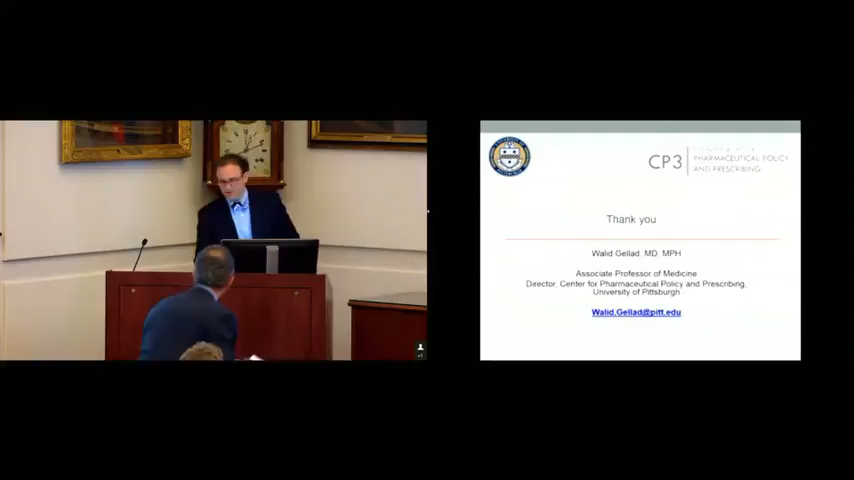 CP3
PHARMACEUTICAL POLICY
AND PRESCRIBING
Thank you
Walid Gellad, MD, MPH
Associate Professor of Medicine
Director, Center for Pharmaceutical Policy and Prescribing,
University of Pittsburgh
Walid.Gellad@pitt.edu